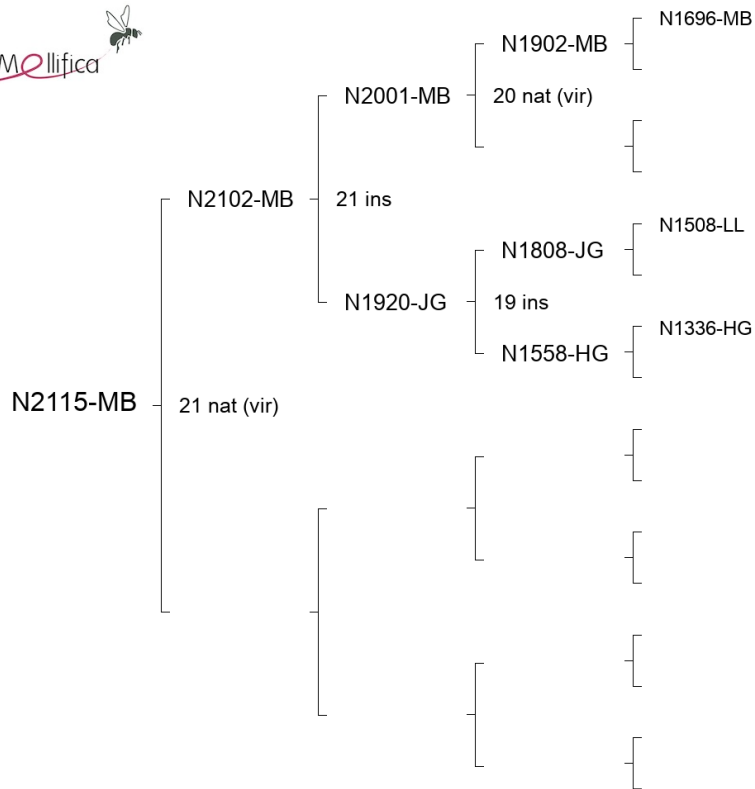 Mellifica
N1696-MB
N1902-MB
N2001-MB
20 nat (vir)
N2102-MB
21 ins
N1508-LL
N1808-JG
N1920-JG
19 ins
N1336-HG
N1558-HG
N2115-MB
21 nat (vir)